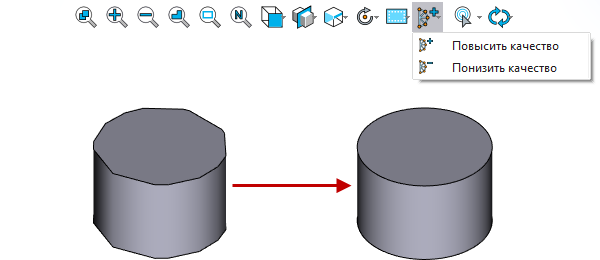 N
Повысить качество
Понизить качество